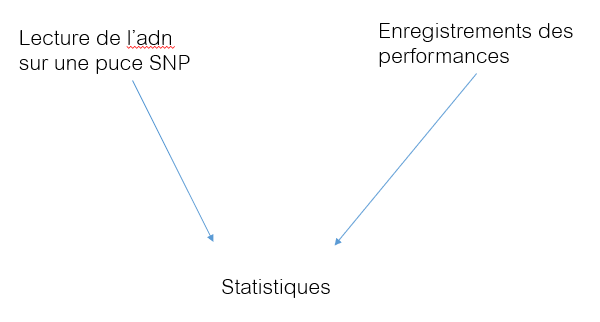 Lecture de l'adn
sur une puce SNP
Enregistrements des
performances
Statistiques